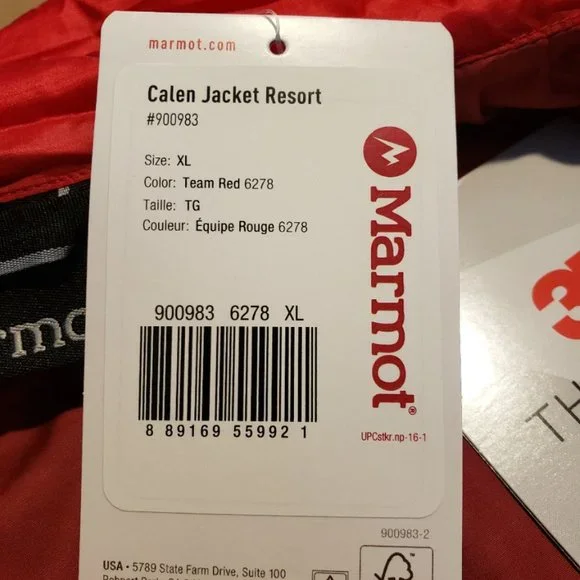 marmot.com
Calen Jacket Resort
#900983
Size: XL
Color: Team Red 6278
Taille: TG
Couleur: Équipe Rouge 6278
Marmot®
900983 6278 XL
8 89169 55992 1
UPCstkr.np-16-1
900983-2
USA • 5789 State Farm Drive, Suite 100
FSC
TH